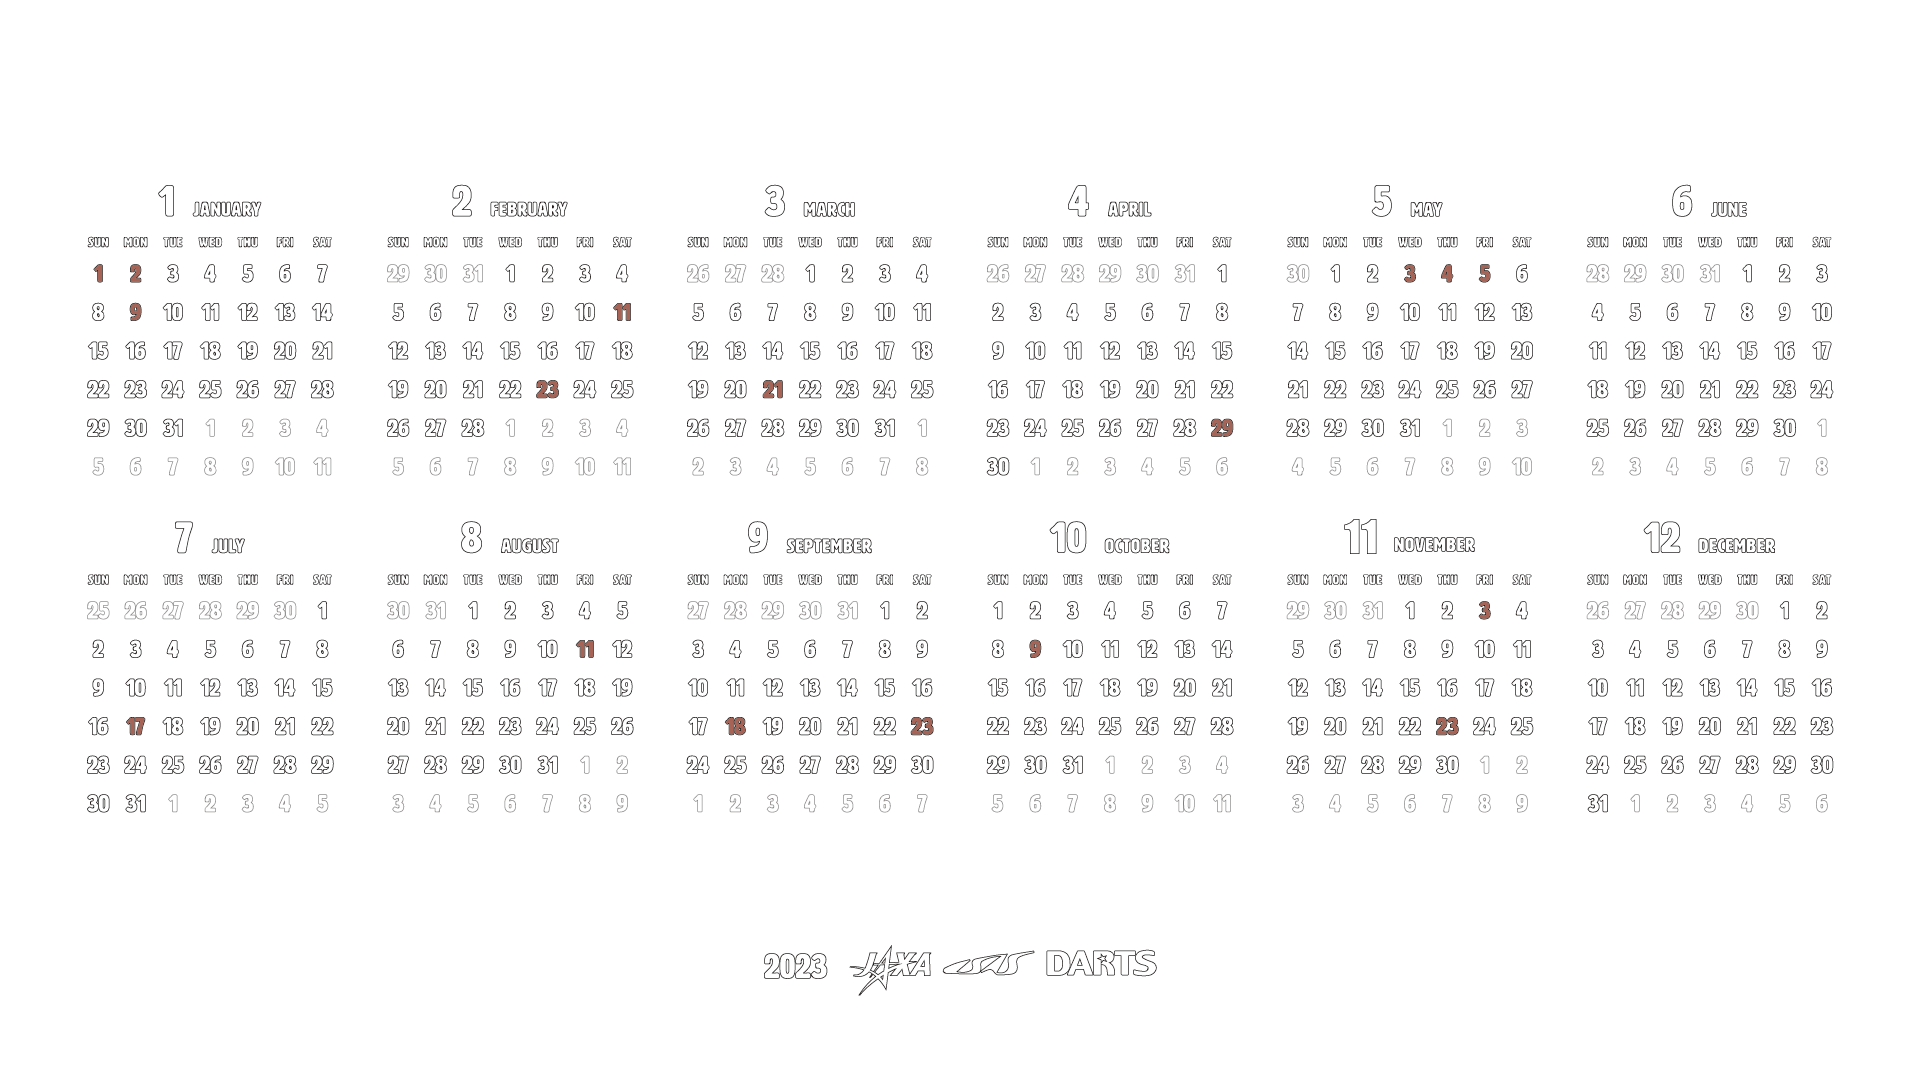 1 JANUARY
SUN MON TUE WED THU FRI SAT
1 2 3 4 5 6 7
8 9 10 11 12 13 14
15 16 17 18 19 20 21
22 23 24 25 26 27 28
29 30 31 1 2 3 4
5 6 7 8 9 10 11
2 FEBRUARY
SUN MON TUE WED THU FRI SAT
29 30 31 1 2 3 4
5 6 7 8 9 10 11
12 13 14 15 16 17 18
19 20 21 22 23 24 25
26 27 28 1 2 3 4
5 6 7 8 9 10 11
3 MARCH
SUN MON TUE WED THU FRI SAT
26 27 28 1 2 3 4
5 6 7 8 9 10 11
12 13 14 15 16 17 18
19 20 21 22 23 24 25
26 27 28 29 30 31 1
2 3 4 5 6 7 8
4 APRIL
SUN MON TUE WED THU FRI SAT
26 27 28 29 30 31 1
2 3 4 5 6 7 8
9 10 11 12 13 14 15
16 17 18 19 20 21 22
23 24 25 26 27 28 29
30 1 2 3 4 5 6
5 MAY
SUN MON TUE WED THU FRI SAT
30 1 2 3 4 5 6
7 8 9 10 11 12 13
14 15 16 17 18 19 20
21 22 23 24 25 26 27
28 29 30 31 1 2 3
4 5 6 7 8 9 10
6 JUNE
SUN MON TUE WED THU FRI SAT
28 29 30 31 1 2 3
4 5 6 7 8 9 10
11 12 13 14 15 16 17
18 19 20 21 22 23 24
25 26 27 28 29 30 1
2 3 4 5 6 7 8
7 JULY
SUN MON TUE WED THU FRI SAT
25 26 27 28 29 30 1
2 3 4 5 6 7 8
9 10 11 12 13 14 15
16 17 18 19 20 21 22
23 24 25 26 27 28 29
30 31 1 2 3 4 5
8 AUGUST
SUN MON TUE WED THU FRI SAT
30 31 1 2 3 4 5
6 7 8 9 10 11 12
13 14 15 16 17 18 19
20 21 22 23 24 25 26
27 28 29 30 31 1 2
3 4 5 6 7 8 9
9 SEPTEMBER
SUN MON TUE WED THU FRI SAT
27 28 29 30 31 1 2
3 4 5 6 7 8 9
10 11 12 13 14 15 16
17 18 19 20 21 22 23
24 25 26 27 28 29 30
1 2 3 4 5 6 7
10 OCTOBER
SUN MON TUE WED THU FRI SAT
1 2 3 4 5 6 7
8 9 10 11 12 13 14
15 16 17 18 19 20 21
22 23 24 25 26 27 28
29 30 31 1 2 3 4
5 6 7 8 9 10 11
11 NOVEMBER
SUN MON TUE WED THU FRI SAT
29 30 31 1 2 3 4
5 6 7 8 9 10 11
12 13 14 15 16 17 18
19 20 21 22 23 24 25
26 27 28 29 30 1 2
3 4 5 6 7 8 9
12 DECEMBER
SUN MON TUE WED THU FRI SAT
26 27 28 29 30 1 2
3 4 5 6 7 8 9
10 11 12 13 14 15 16
17 18 19 20 21 22 23
24 25 26 27 28 29 30
31 1 2 3 4 5 6
2023 JAXA ISAS DARTS